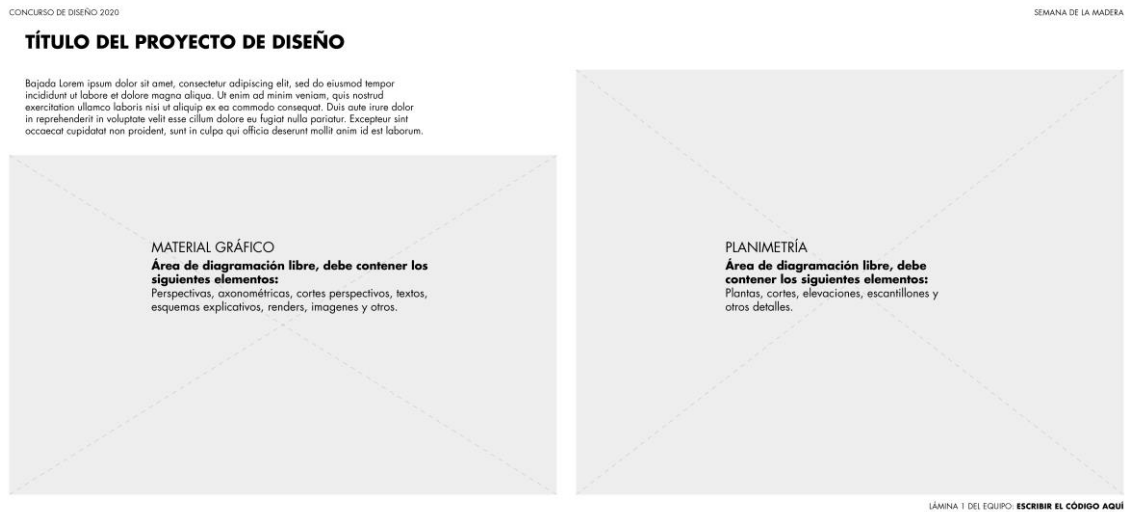 CONCURSO DE DISEÑO 2020
SEMANA DE LA MADERA
TÍTULO DEL PROYECTO DE DISEÑO
Bajada Lorem ipsum dolor sit amet, consectetur adipiscing elit, sed do eiusmod tempor
incididunt ut labore et dolore magna aliqua. Ut enim ad minim veniam, quis nostrud
exercitation ullamco laboris nisi ut aliquip ex ea commodo consequat. Duis aute irure dolor
in reprehenderit in voluptate velit esse cillum dolore eu fugiat nulla pariatur. Excepteur sint
occaecat cupidatat non proident, sunt in culpa qui officia deserunt mollit anim id est laborum.
MATERIAL GRÁFICO
Área de diagramación libre, debe contener los
siguientes elementos:
Perspectivas, axonométricas, cortes perspectivos, textos,
esquemas explicativos, renders, imagenes y otros.
PLANIMETRÍA
Área de diagramación libre, debe
contener los siguientes elementos:
Plantas, cortes, elevaciones, escantillones y
otros detalles.
LÁMINA 1 DEL EQUIPO: ESCRIBIR EL CÓDIGO AQUÍ